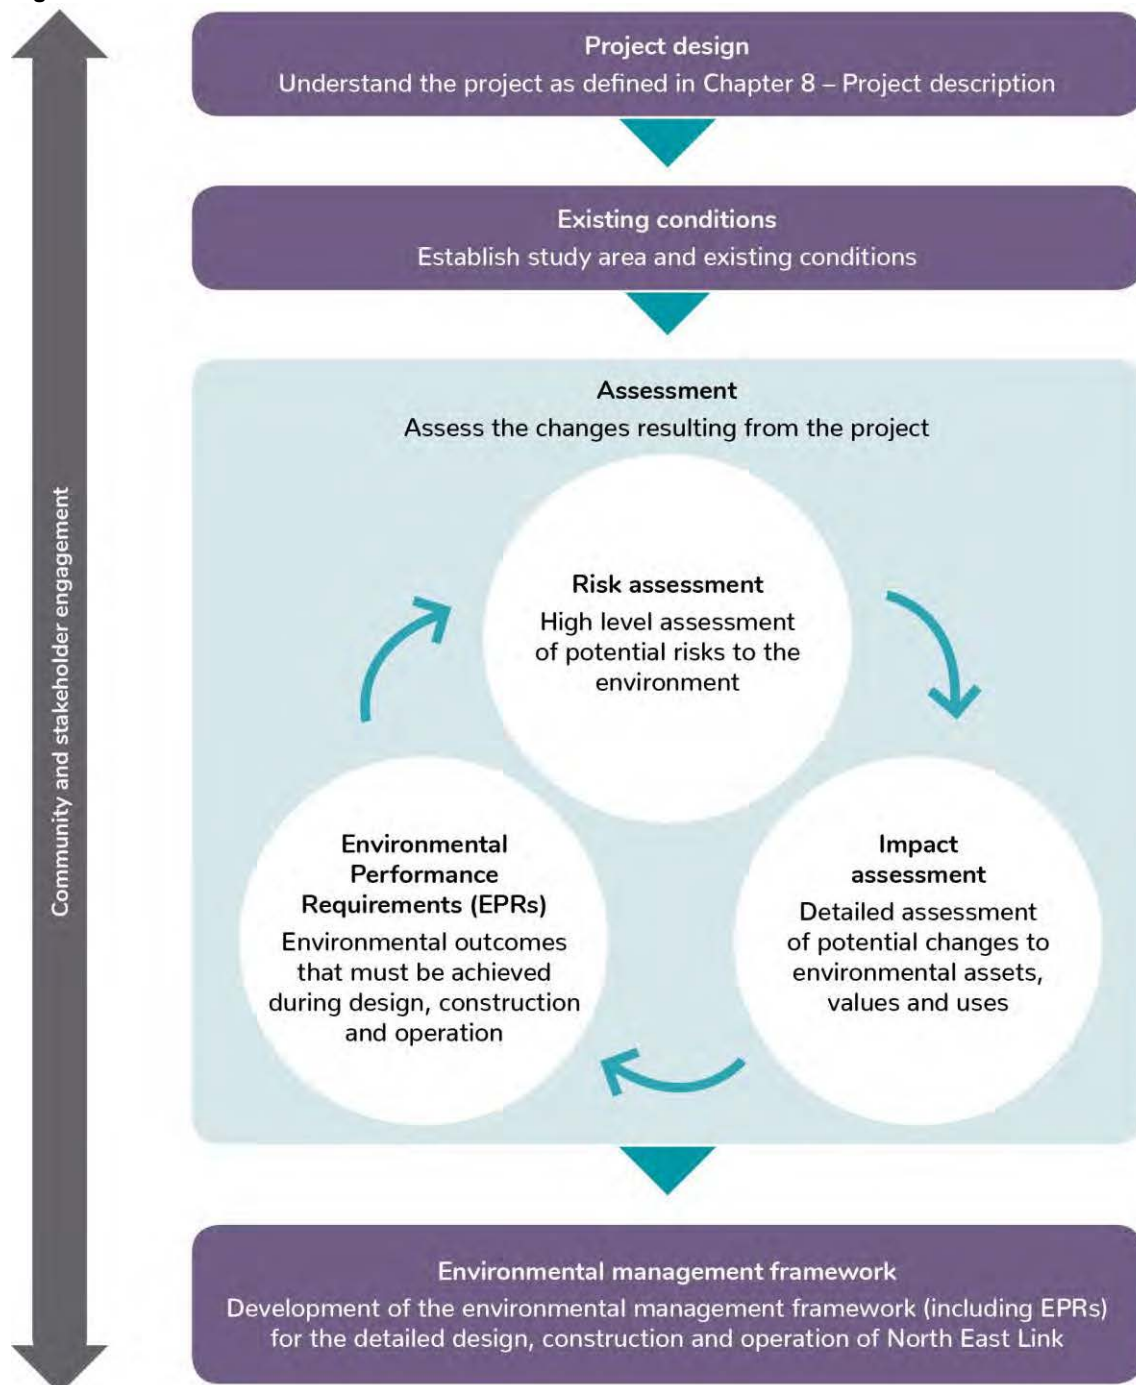 g
Project design
Understand the project as defined in Chapter 8 – Project description
Existing conditions
Establish study area and existing conditions
Assessment
Assess the changes resulting from the project
Risk assessment
High level assessment
of potential risks to the
environment
Environmental
Performance
Requirements (EPRs)
Environmental outcomes
that must be achieved
during design, construction
and operation
Impact
assessment
Detailed assessment
of potential changes to
environmental assets,
values and uses
Environmental management framework
Development of the environmental management framework (including EPRs)
for the detailed design, construction and operation of North East Link
Community and stakeholder engagement